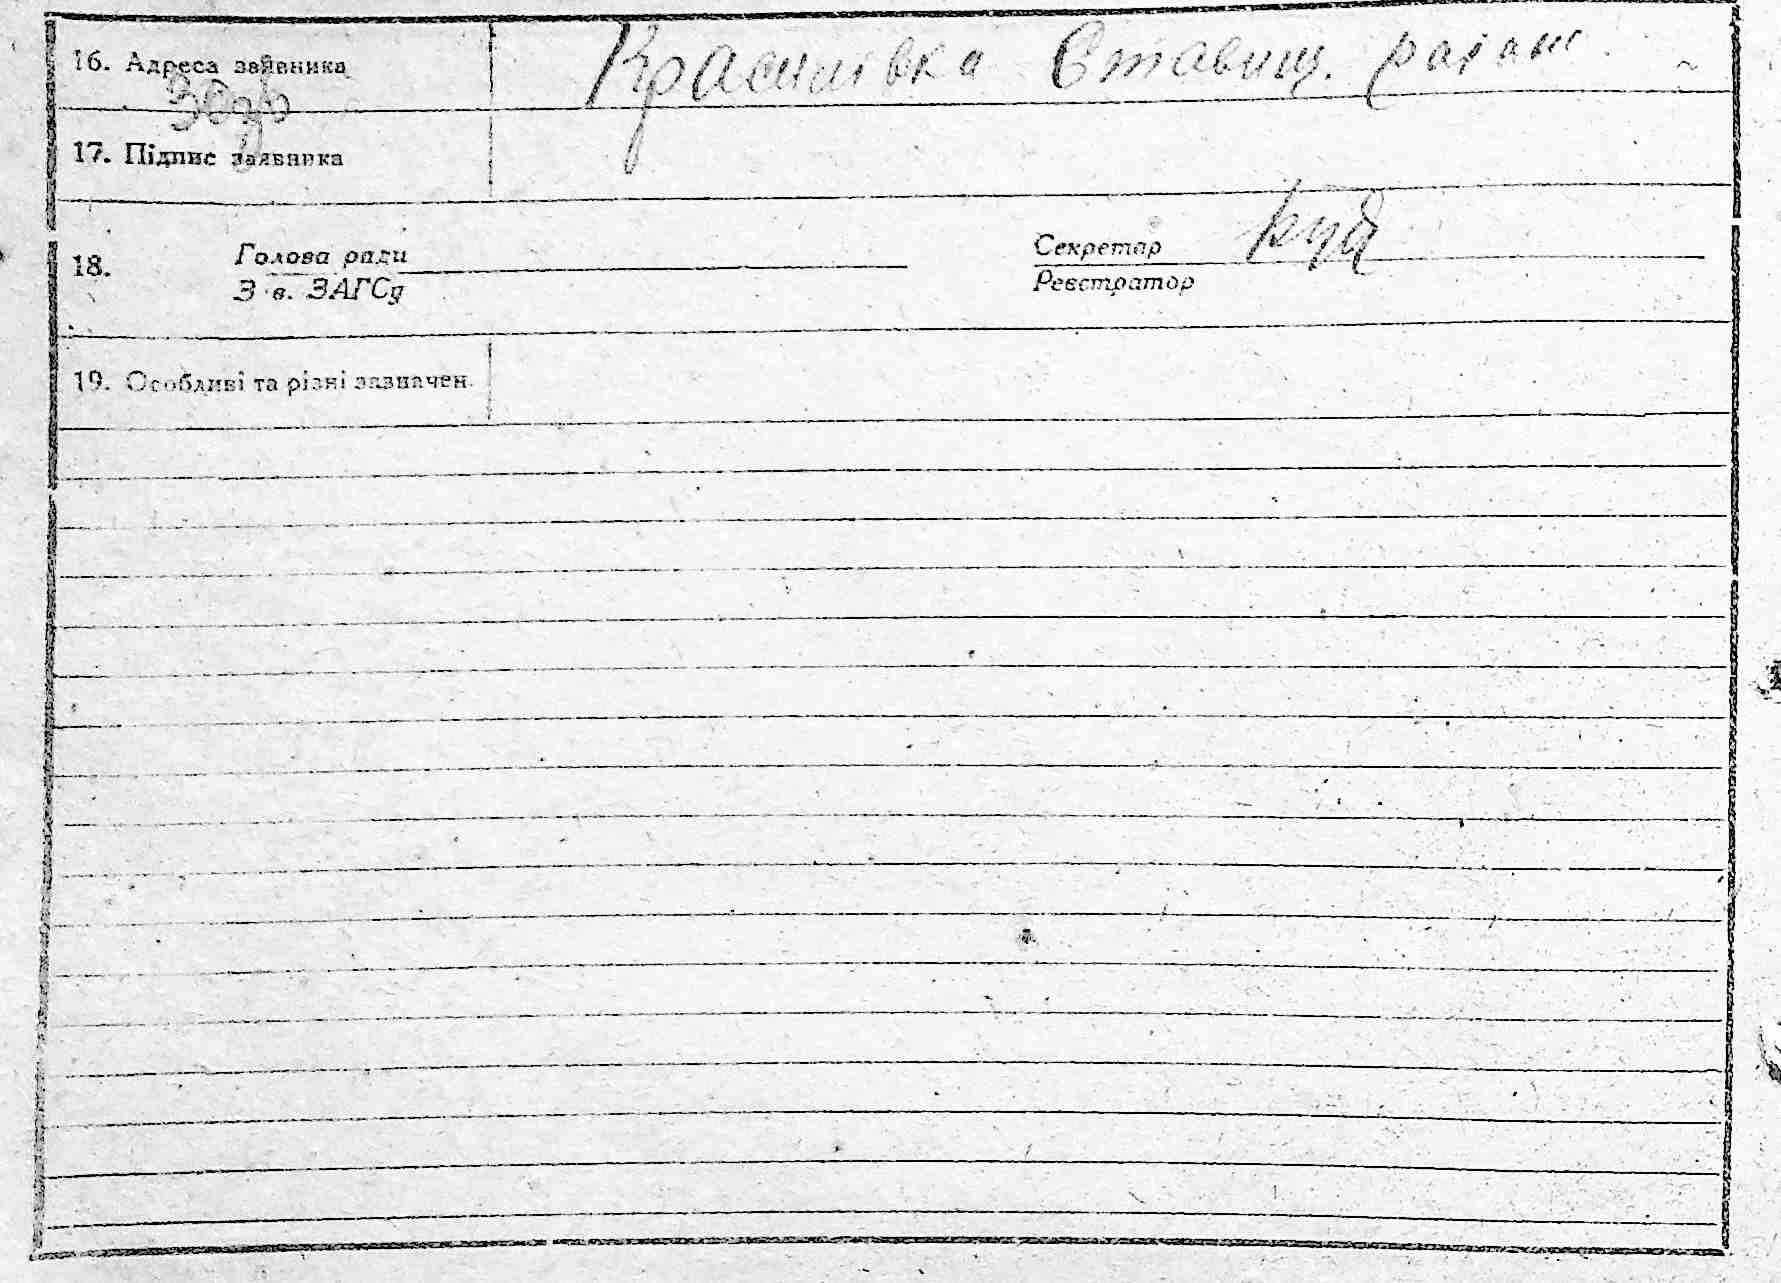 16. Адреса заявника Красилівка Ставищ. район
17. Підпис заявника
18. Голова ради Секретар
З в. ЗАГСу Реєстратор
19. Особливі та різні зазначен.